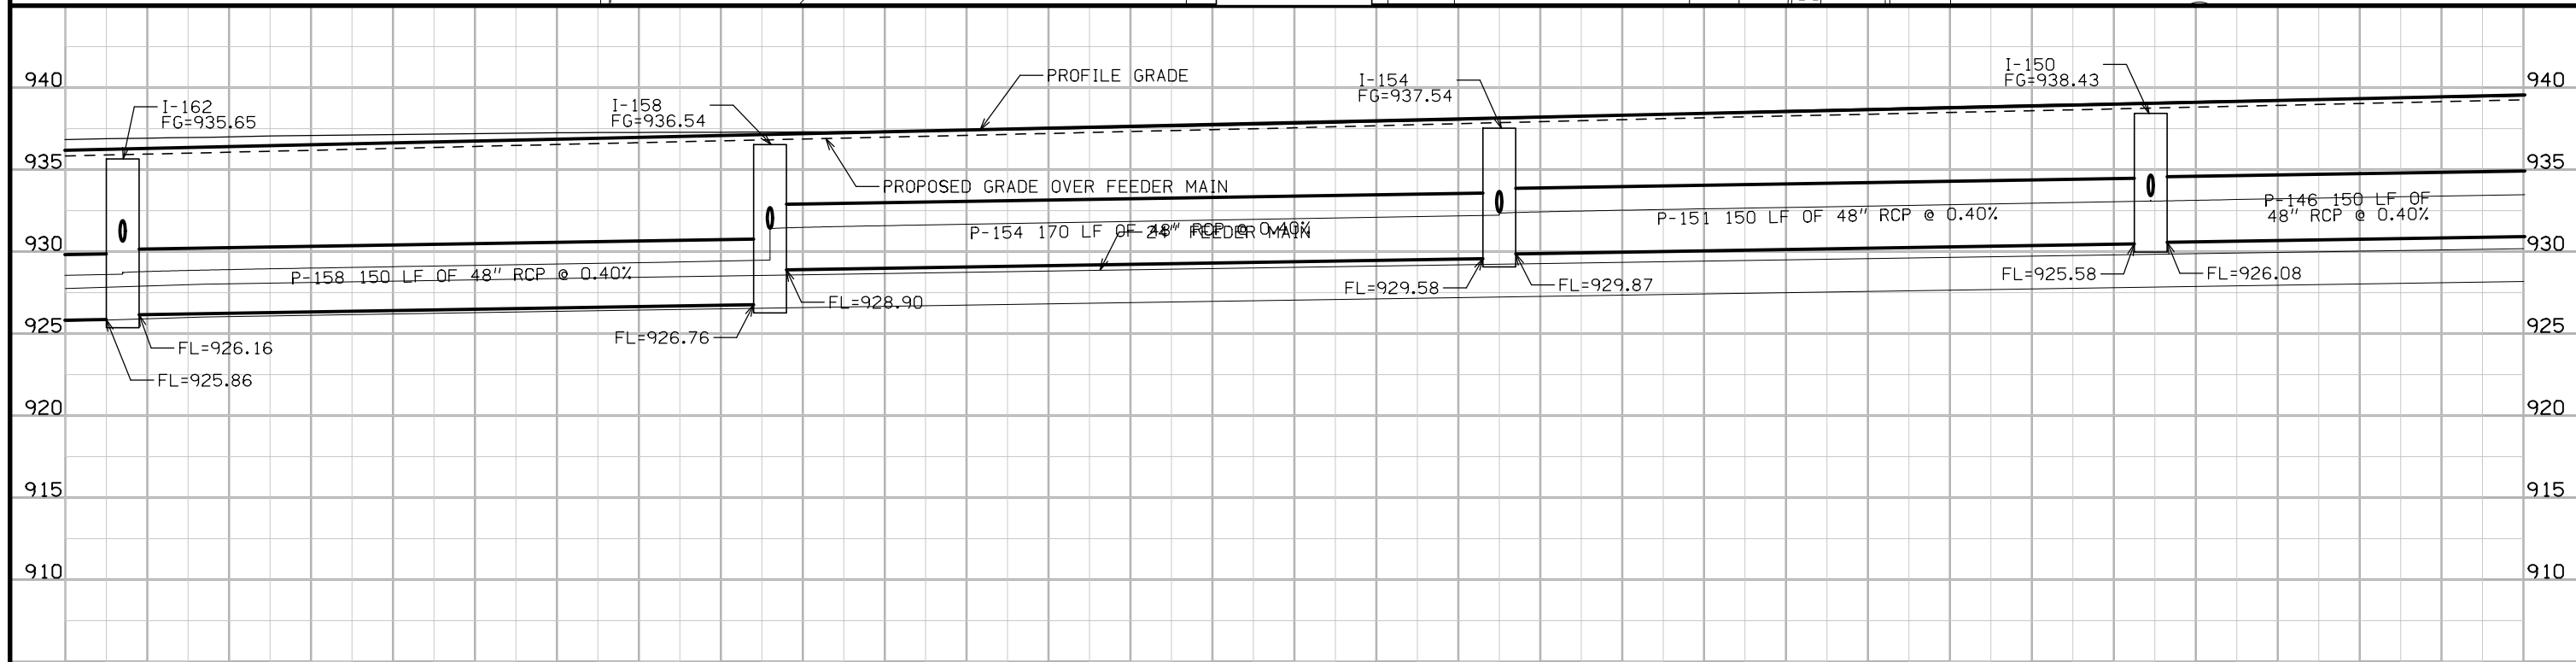 940
935
930
925
920
915
910
I-162
FG=935.65
I-158
FG=936.54
PROFILE GRADE
I-154
FG=937.54
I-150
FG=938.43
PROPOSED GRADE OVER FEEDER MAIN
P-158 150 LF OF 48" RCP @ 0.40%
P-154 170 LF OF 48" RCP @ 0.40%
24" FEEDER MAIN
P-151 150 LF OF 48" RCP @ 0.40%
P-146 150 LF OF
48" RCP @ 0.40%
FL=926.16
FL=925.86
FL=926.76
FL=928.90
FL=929.58
FL=929.87
FL=925.58
FL=926.08
940
935
930
925
920
915
910